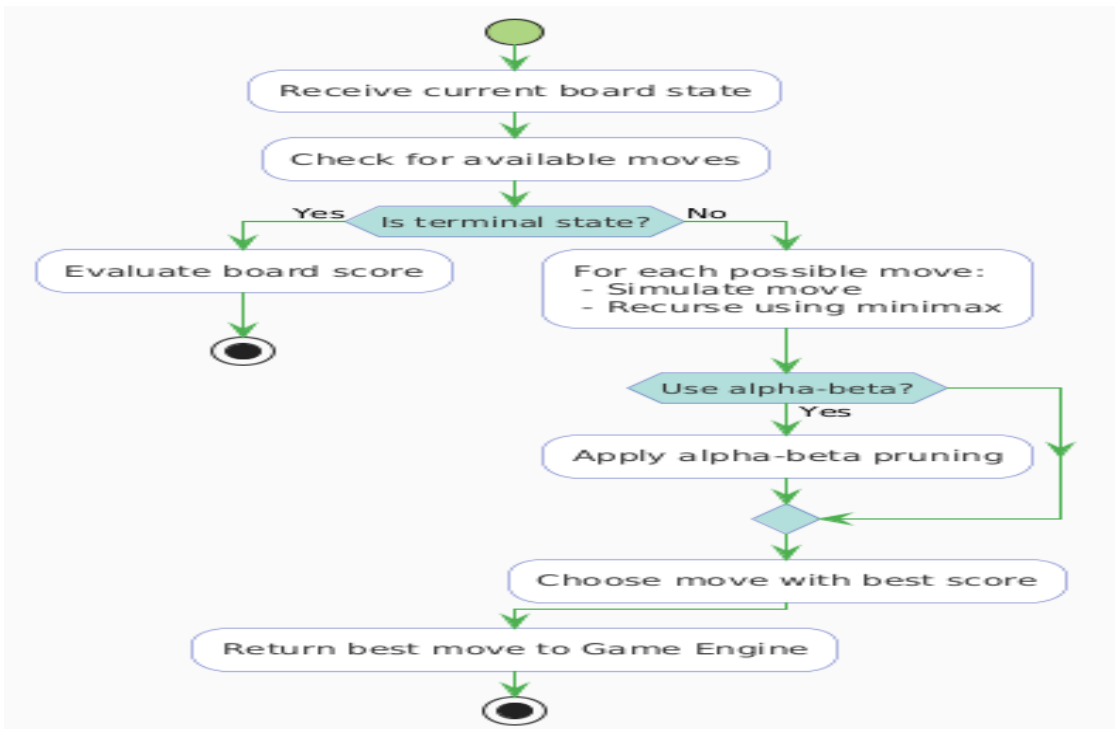 Receive current board state
Check for available moves
Yes
Is terminal state?
No
Evaluate board score
For each possible move:
- Simulate move
- Recurse using minimax
Use alpha-beta?
Yes
Apply alpha-beta pruning
Choose move with best score
Return best move to Game Engine